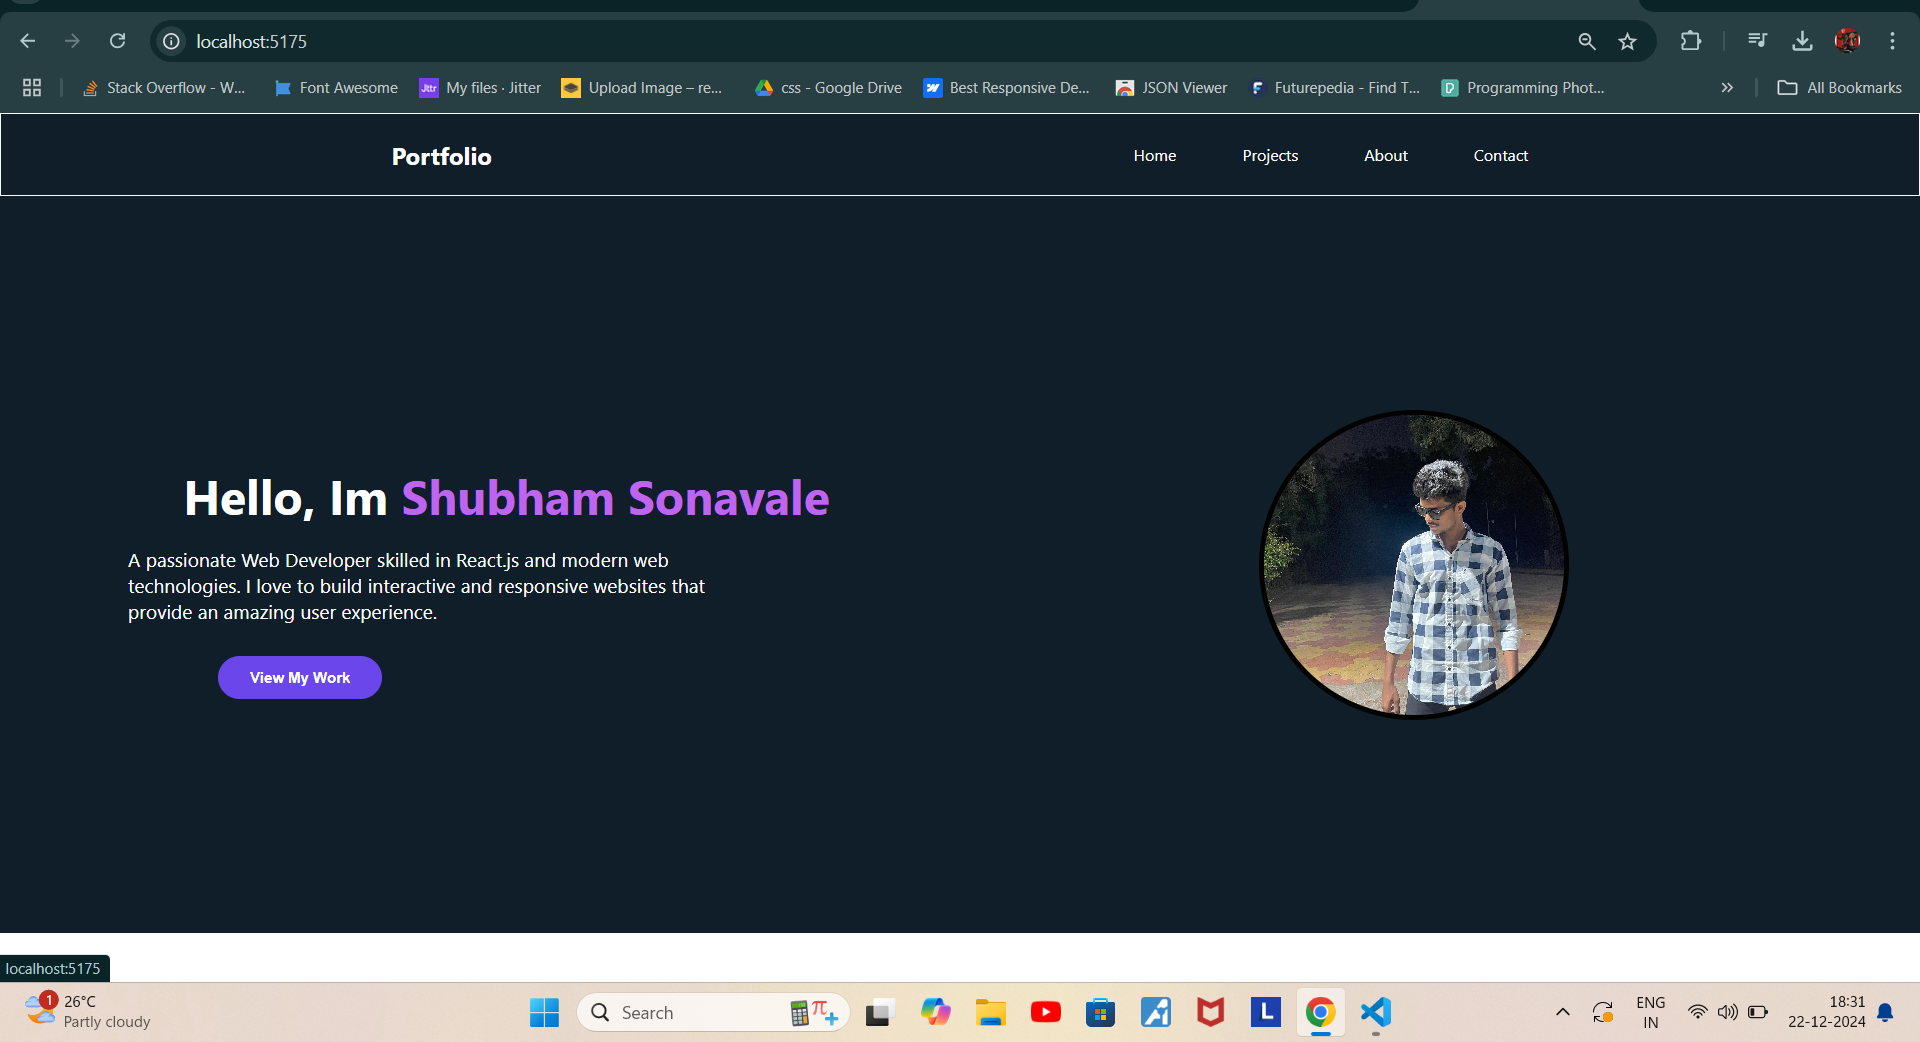 localhost:5175
Stack Overflow - W...
Font Awesome
Jitr
My files · Jitter
Upload Image – re...
css - Google Drive
Best Responsive De...
JSON Viewer
Futurepedia - Find T...
Programming Phot...
All Bookmarks
Portfolio
Home
Projects
About
Contact
Hello, Im Shubham Sonavale
A passionate Web Developer skilled in React.js and modern web
technologies. I love to build interactive and responsive websites that
provide an amazing user experience.
View My Work
localhost:5175
1
26°C
Partly cloudy
Search
L
ENG
IN
18:31
22-12-2024